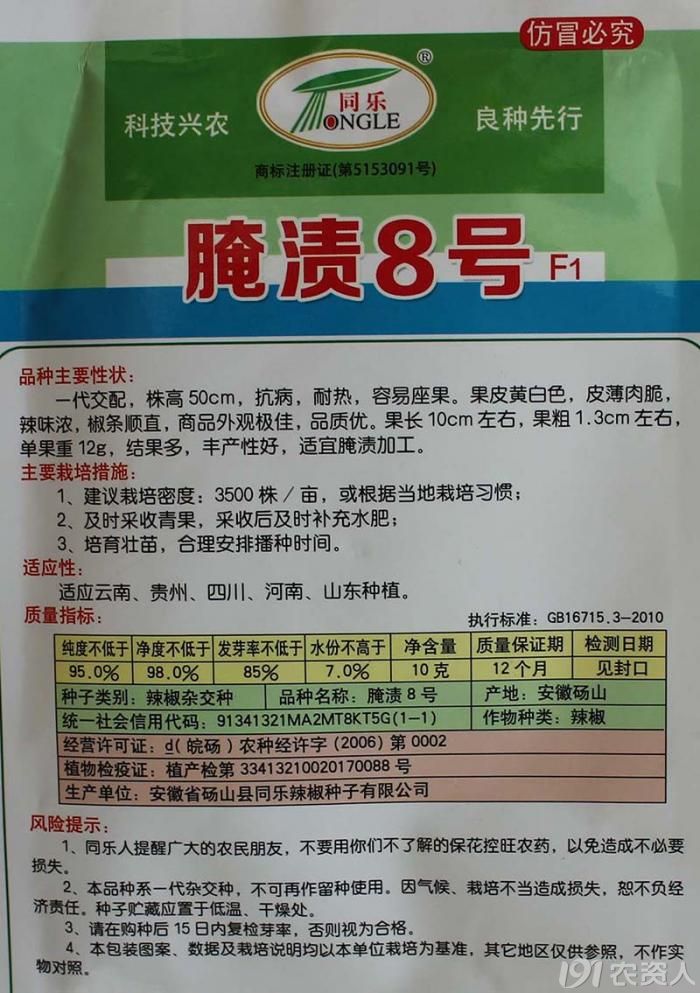 仿冒必究
科技兴农
同乐
TONGLE
®
良种先行
商标注册证(第5153091号)
腌渍8号 F1
品种主要性状：
一代交配，株高50cm，抗病，耐热，容易座果。果皮黄白色，皮薄肉脆，
辣味浓，椒条顺直，商品外观极佳，品质优。果长10cm左右，果粗1.3cm左右，
单果重12g，结果多，丰产性好，适宜腌渍加工。
主要栽培措施：
1、建议栽培密度：3500株／亩，或根据当地栽培习惯；
2、及时采收青果，采收后及时补充水肥；
3、培育壮苗，合理安排播种时间。
适应性：
适应云南、贵州、四川、河南、山东种植。
质量指标：
执行标准：GB16715.3-2010
纯度不低于 净度不低于 发芽率不低于 水份不高于 净含量 质量保证期 检测日期
95.0% 98.0% 85% 7.0% 10克 12个月 见封口
种子类别：辣椒杂交种 品种名称：腌渍8号 产地：安徽砀山
统一社会信用代码：91341321MA2MT8KT5G(1-1) 作物种类：辣椒
经营许可证：d(皖砀)农种经许字(2006)第0002
植物检疫证：植产检第33413210020170088号
生产单位：安徽省砀山县同乐辣椒种子有限公司
风险提示：
1、同乐人提醒广大的农民朋友，不要用你们不了解的保花控旺农药，以免造成不必要
损失。
2、本品种系一代杂交种，不可再作留种使用。因气候、栽培不当造成损失，恕不负经
济责任。种子贮藏应置于低温、干燥处。
3、请在购种后15日内复检芽率，否则视为合格。
4、本包装图案、数据及栽培说明均以本单位栽培为基准，其它地区仅供参照，不作实
物对照。
191农资人